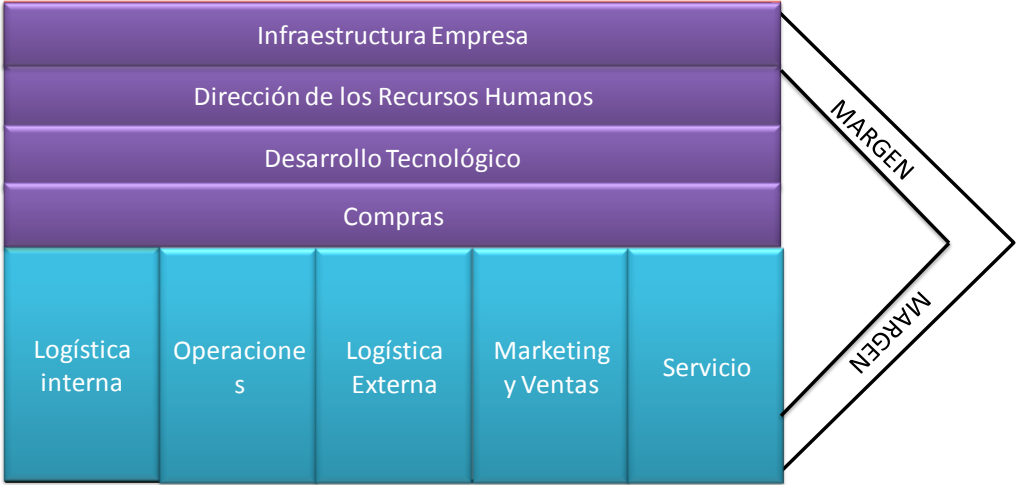 Infraestructura Empresa
Dirección de los Recursos Humanos
Desarrollo Tecnológico
Compras
Logística
interna
Operacione
s
Logística
Externa
Marketing
y Ventas
Servicio
MARGEN
MARGEN